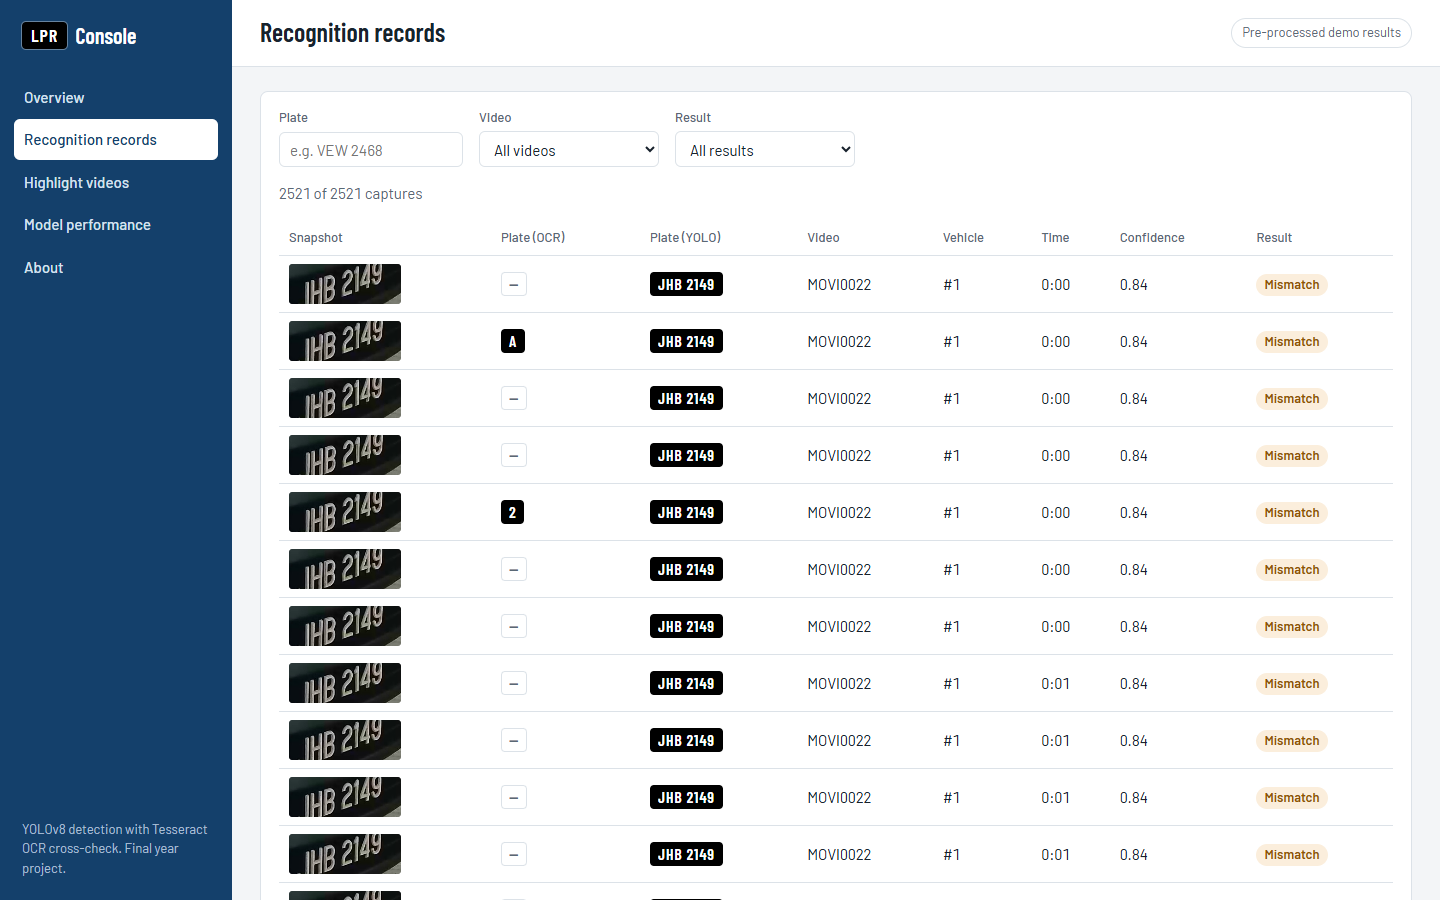 LPR Console
Overview
Recognition records
Highlight videos
Model performance
About
YOLOv8 detection with Tesseract
OCR cross-check. Final year
project.
Recognition records
Pre-processed demo results
Plate Video Result
e.g. VEW 2468 All videos All results
2521 of 2521 captures
Snapshot Plate (OCR) Plate (YOLO) Video Vehicle Time Confidence Result
JHB 2149 – JHB 2149 MOVI0022 #1 0:00 0.84 Mismatch
JHB 2149 A JHB 2149 MOVI0022 #1 0:00 0.84 Mismatch
JHB 2149 – JHB 2149 MOVI0022 #1 0:00 0.84 Mismatch
JHB 2149 – JHB 2149 MOVI0022 #1 0:00 0.84 Mismatch
JHB 2149 2 JHB 2149 MOVI0022 #1 0:00 0.84 Mismatch
JHB 2149 – JHB 2149 MOVI0022 #1 0:00 0.84 Mismatch
JHB 2149 – JHB 2149 MOVI0022 #1 0:00 0.84 Mismatch
JHB 2149 – JHB 2149 MOVI0022 #1 0:01 0.84 Mismatch
JHB 2149 – JHB 2149 MOVI0022 #1 0:01 0.84 Mismatch
JHB 2149 – JHB 2149 MOVI0022 #1 0:01 0.84 Mismatch
JHB 2149 – JHB 2149 MOVI0022 #1 0:01 0.84 Mismatch